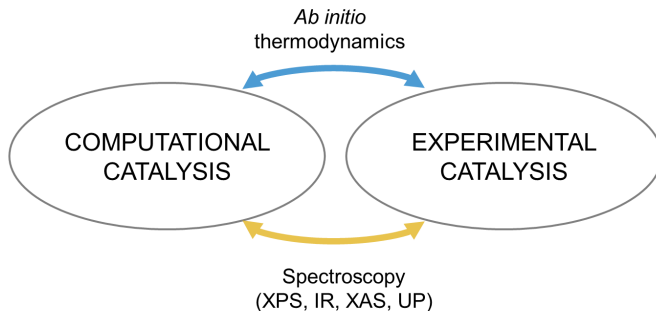 Ab initio
thermodynamics
COMPUTATIONAL
CATALYSIS
EXPERIMENTAL
CATALYSIS
Spectroscopy
(XPS, IR, XAS, UP)